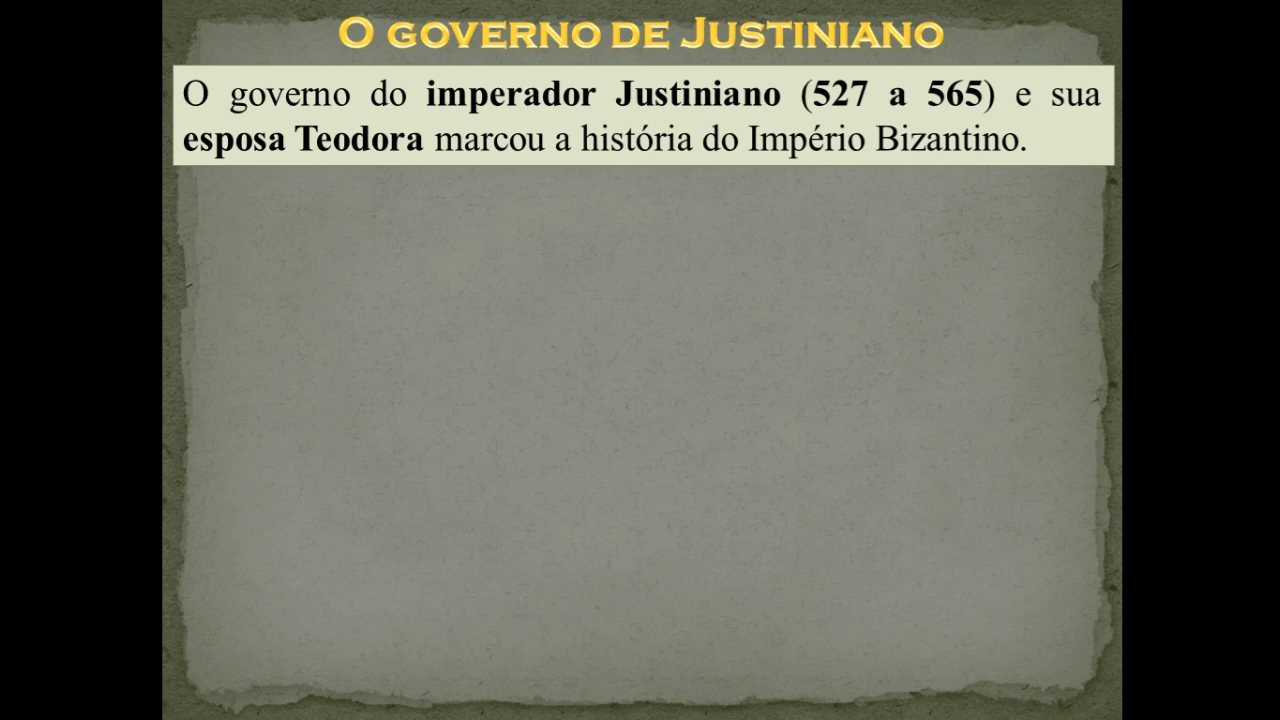 O GOVERNO DE JUSTINIANO
O governo do imperador Justiniano (527 a 565) e sua
esposa Teodora marcou a história do Império Bizantino.